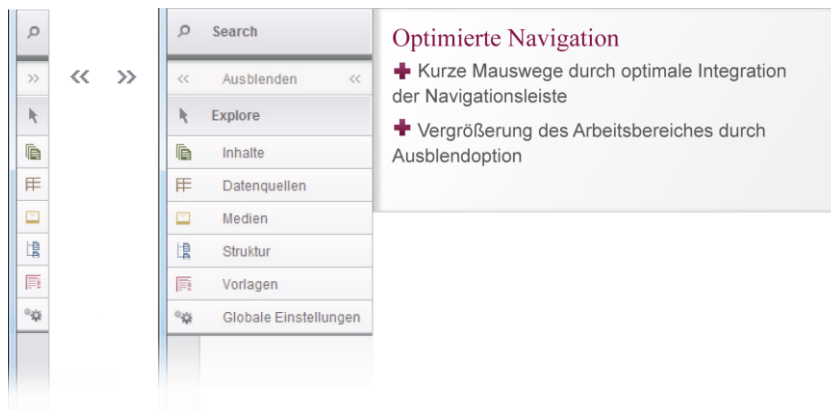 Search
Ausblenden
Explore
Inhalte
Datenquellen
Medien
Struktur
Vorlagen
Globale Einstellungen
Optimierte Navigation
Kurze Mauswege durch optimale Integration
der Navigationsleiste
Vergrößerung des Arbeitsbereiches durch
Ausblendoption